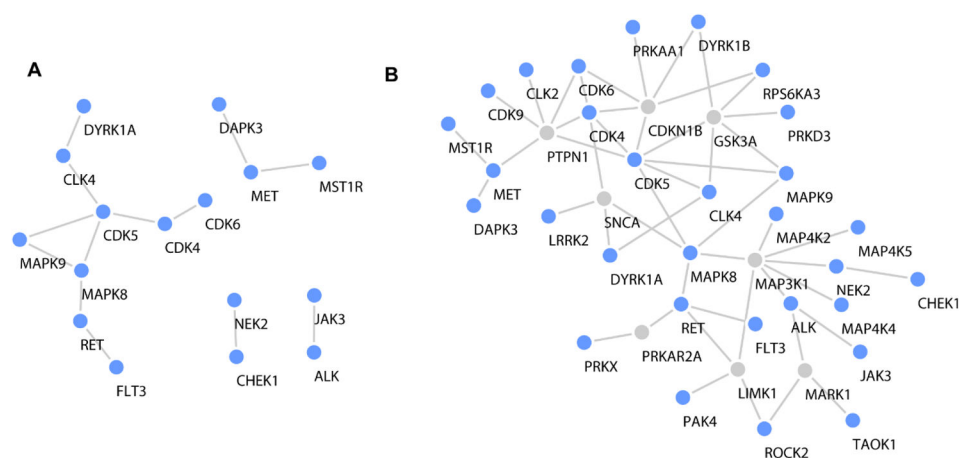 A
DYRK1A
DAPK3
CLK4
MET
MST1R
CDK5
CDK6
CDK4
MAPK9
MAPK8
NEK2
JAK3
RET
CHEK1
ALK
FLT3
B
PRKAA1
DYRK1B
CLK2
CDK6
RPS6KA3
CDK9
CDK4
CDKN1B
GSK3A
PRKD3
MST1R
PTPN1
CDK5
MET
MAPK9
DAPK3
LRRK2
SNCA
CLK4
MAP4K2
MAP4K5
DYRK1A
MAPK8
MAP3K1
NEK2
CHEK1
RET
FLT3
ALK
MAP4K4
PRKX
PRKAR2A
JAK3
LIMK1
MARK1
PAK4
ROCK2
TAOK1